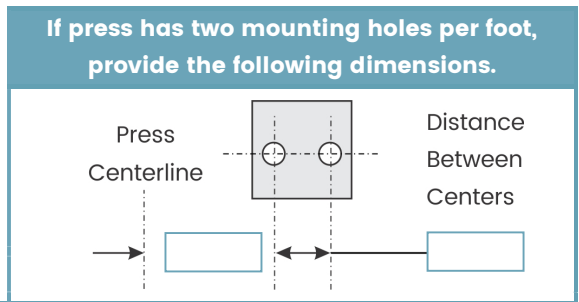 If press has two mounting holes per foot,
provide the following dimensions.
Press
Centerline
Distance
Between
Centers